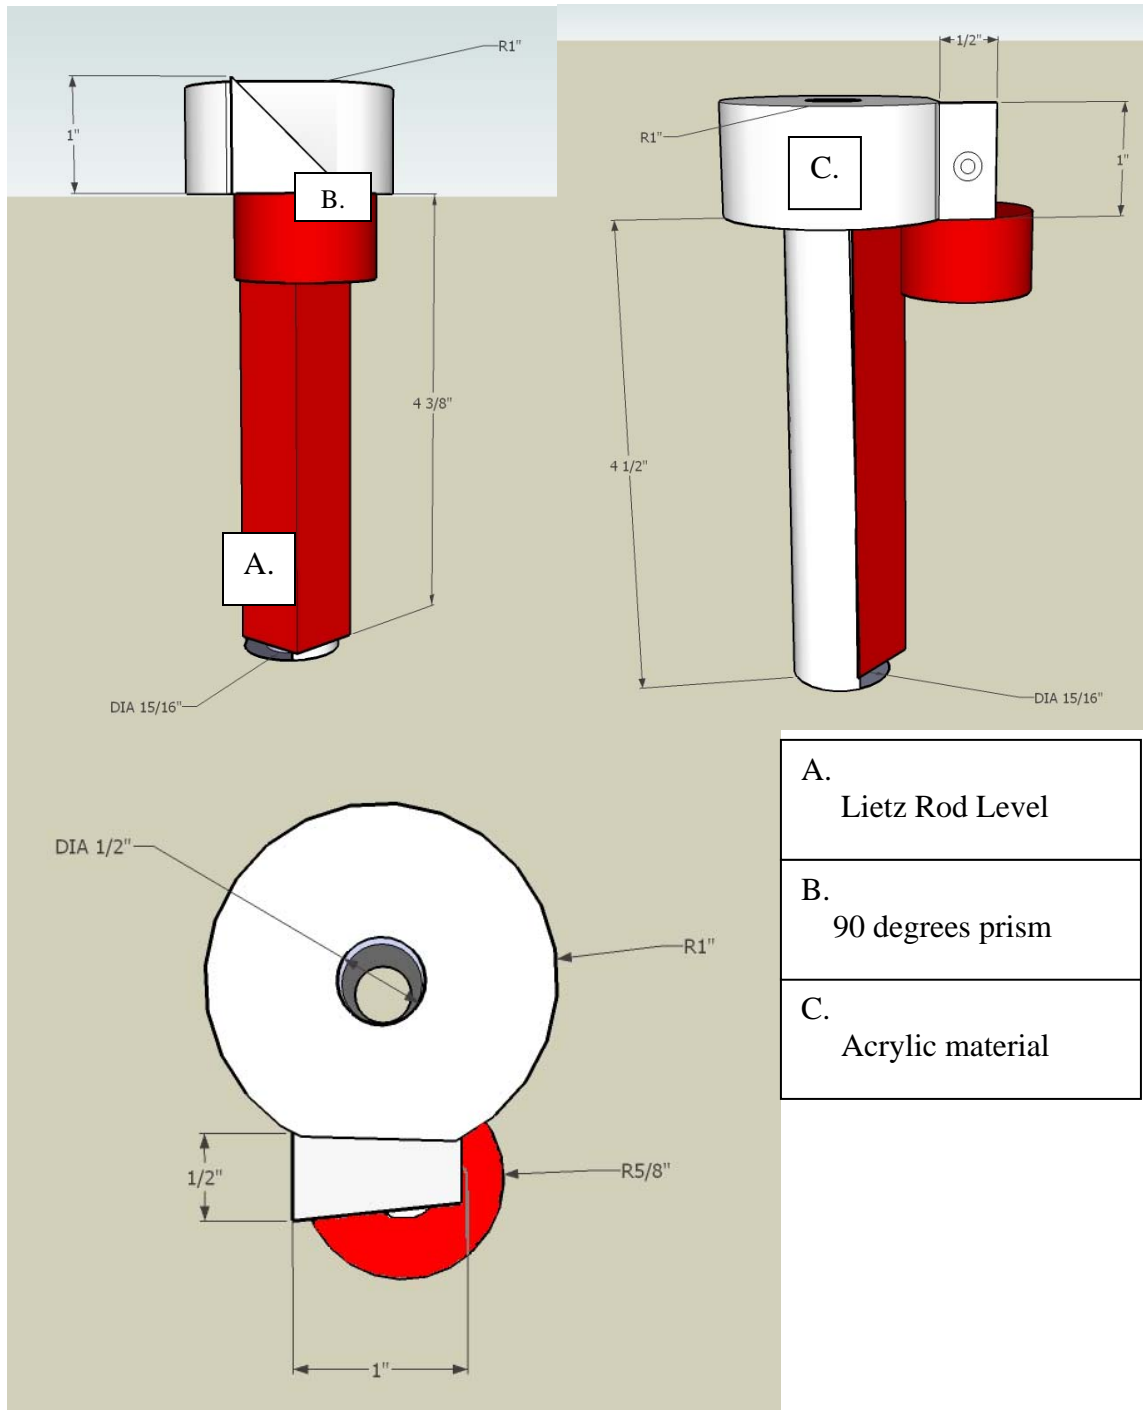 R1"
1"
B.
4 3/8"
A.
DIA 15/16"
1/2"
R1"
C.
1"
4 1/2"
DIA 15/16"
DIA 1/2"
R1"
1/2"
R5/8"
1"
A.
Lietz Rod Level
B.
90 degrees prism
C.
Acrylic material